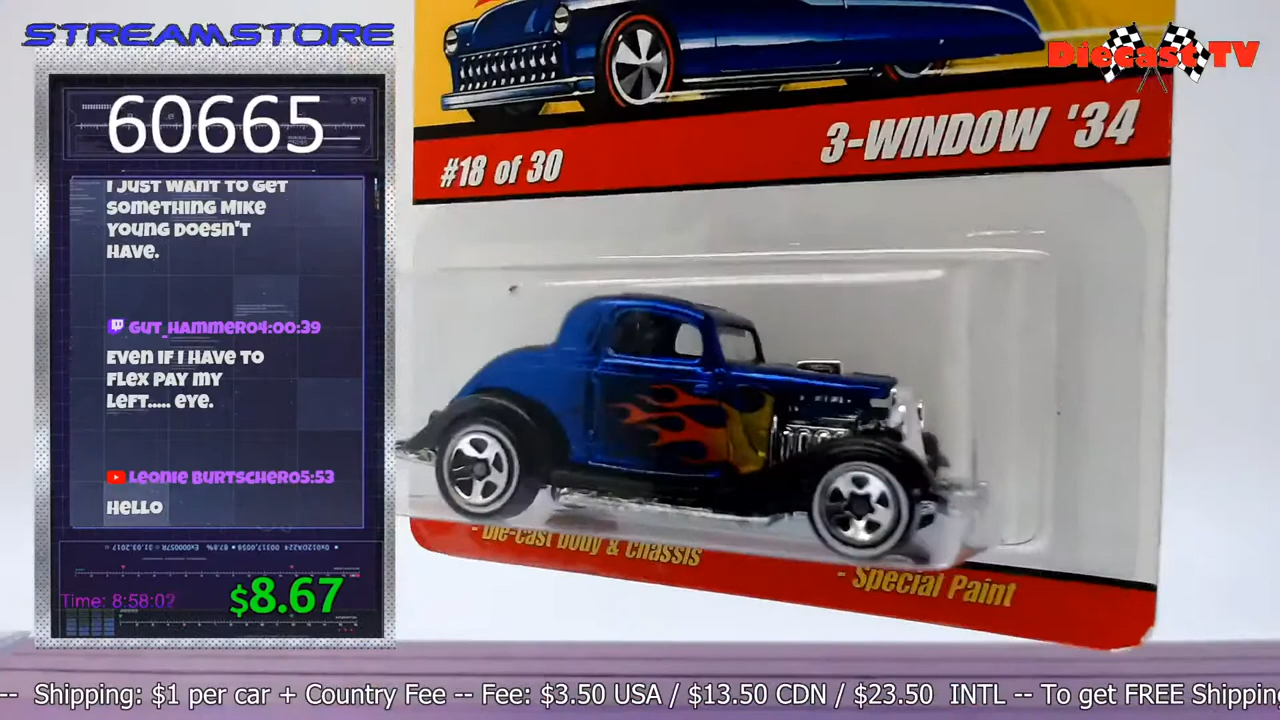 STREAMSTORE
60665
I just want to get
something Mike
Young doesn't
have.
Gut_Hammer04:00:39
Even if I have to
flex pay my
left..... eye.
Leonie Burtscher05:53
Hello
Time: 8:58:02
$8.67
Diecast TV
3-WINDOW '34
#18 of 30
- Die-Cast Body & Chassis
- Special Paint
-- Shipping: $1 per car + Country Fee -- Fee: $3.50 USA / $13.50 CDN / $23.50 INTL -- To get FREE Shipping